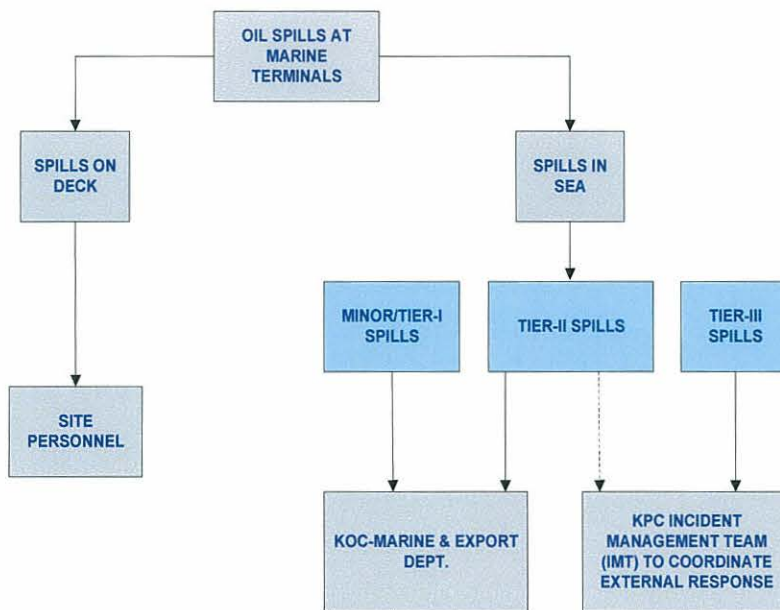 OIL SPILLS AT
MARINE
TERMINALS
SPILLS ON
DECK
SPILLS IN
SEA
MINOR/TIER-I
SPILLS
TIER-II SPILLS
TIER-III
SPILLS
SITE
PERSONNEL
KOC-MARINE & EXPORT
DEPT.
KPC INCIDENT
MANAGEMENT TEAM
(IMT) TO COORDINATE
EXTERNAL RESPONSE